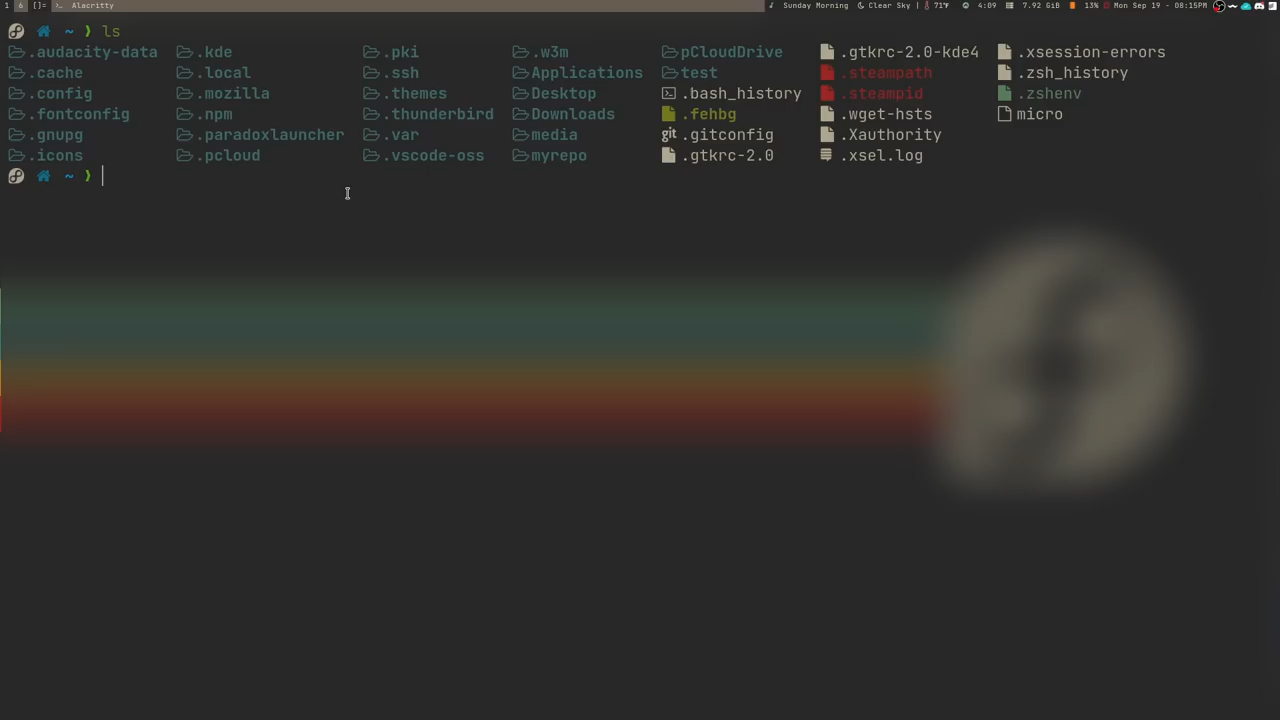 1 6 []= >_ Alacritty Sunday Morning Clear Sky | 71°F 4:09 7.92 GiB 13% Mon Sep 19 - 08:15PM
~ ❯ ls
.audacity-data .kde .pki .w3m pCloudDrive .gtkrc-2.0-kde4 .xsession-errors
.cache .local .ssh Applications test .steampath .zsh_history
.config .mozilla .themes Desktop .bash_history .steampid .zshenv
.fontconfig .npm .thunderbird Downloads .fehbg .wget-hsts micro
.gnupg .paradoxlauncher .var media git .gitconfig .Xauthority
.icons .pcloud .vscode-oss myrepo .gtkrc-2.0 .xsel.log
~ ❯